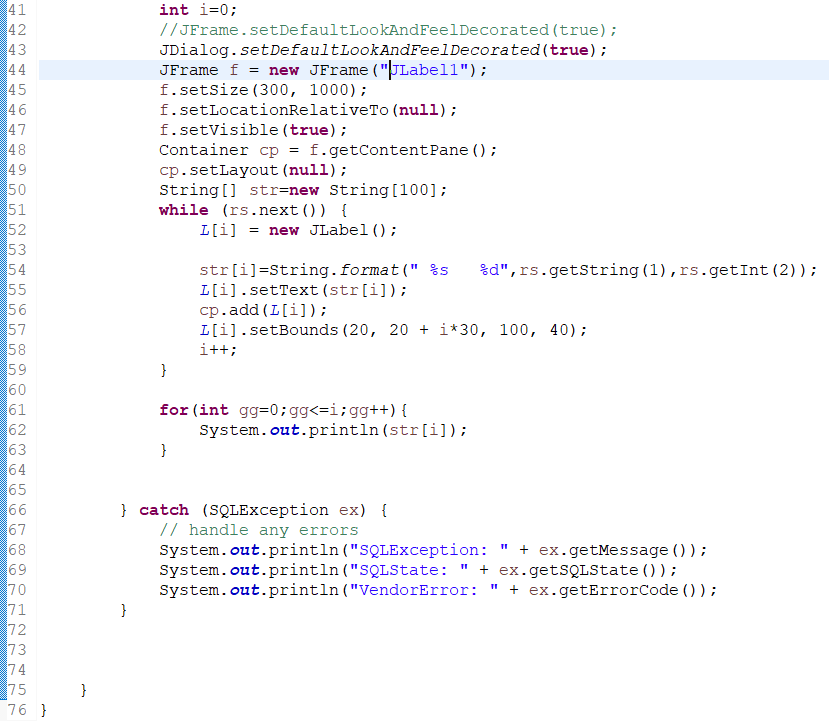 41 int i=0;
42 //JFrame.setDefaultLookAndFeelDecorated(true);
43 JDialog.setDefaultLookAndFeelDecorated(true);
44 JFrame f = new JFrame("JLabel1");
45 f.setSize(300, 1000);
46 f.setLocationRelativeTo(null);
47 f.setVisible(true);
48 Container cp = f.getContentPane();
49 cp.setLayout(null);
50 String[] str=new String[100];
51 while (rs.next()) {
52 L[i] = new JLabel();
53
54 str[i]=String.format(" %s   %d",rs.getString(1),rs.getInt(2));
55 L[i].setText(str[i]);
56 cp.add(L[i]);
57 L[i].setBounds(20, 20 + i*30, 100, 40);
58 i++;
59 }
60
61 for(int gg=0;gg<=i;gg++){
62 System.out.println(str[i]);
63 }
64
65
66 } catch (SQLException ex) {
67 // handle any errors
68 System.out.println("SQLException: " + ex.getMessage());
69 System.out.println("SQLState: " + ex.getSQLState());
70 System.out.println("VendorError: " + ex.getErrorCode());
71 }
72
73
74
75 }
76 }